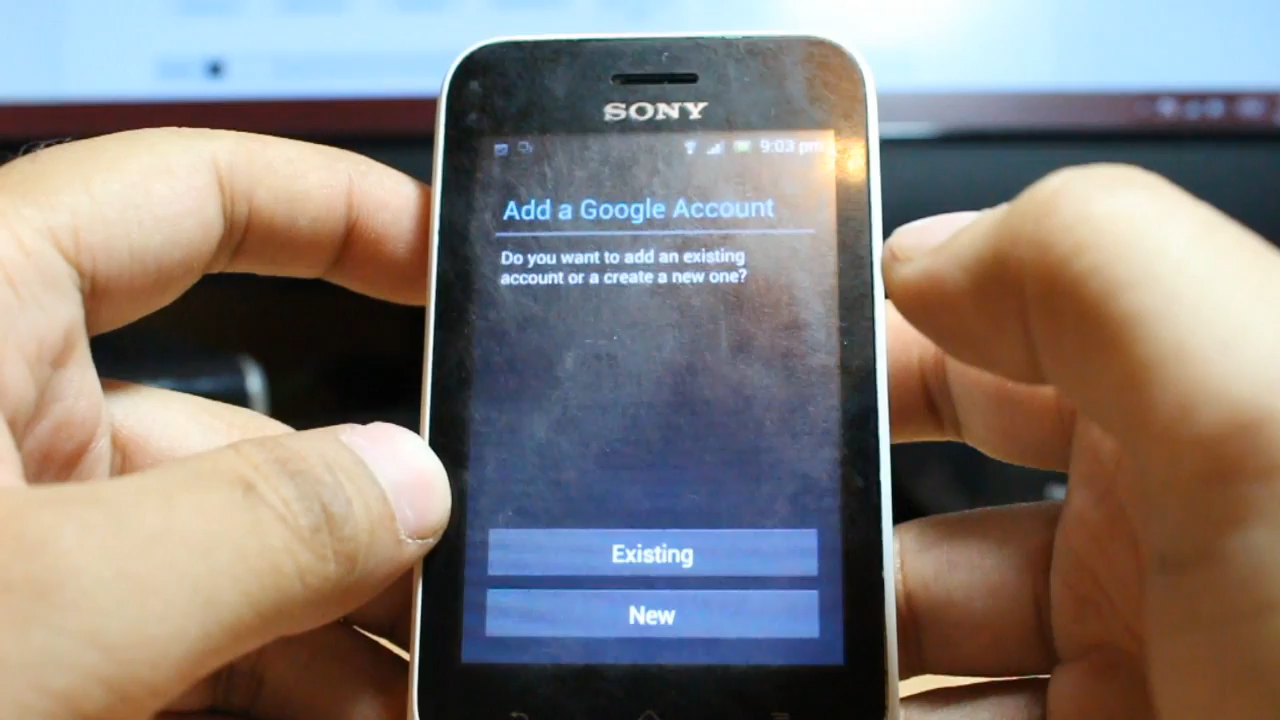 SONY
9:03 pm
Add a Google Account
Do you want to add an existing
account or a create a new one?
Existing
New